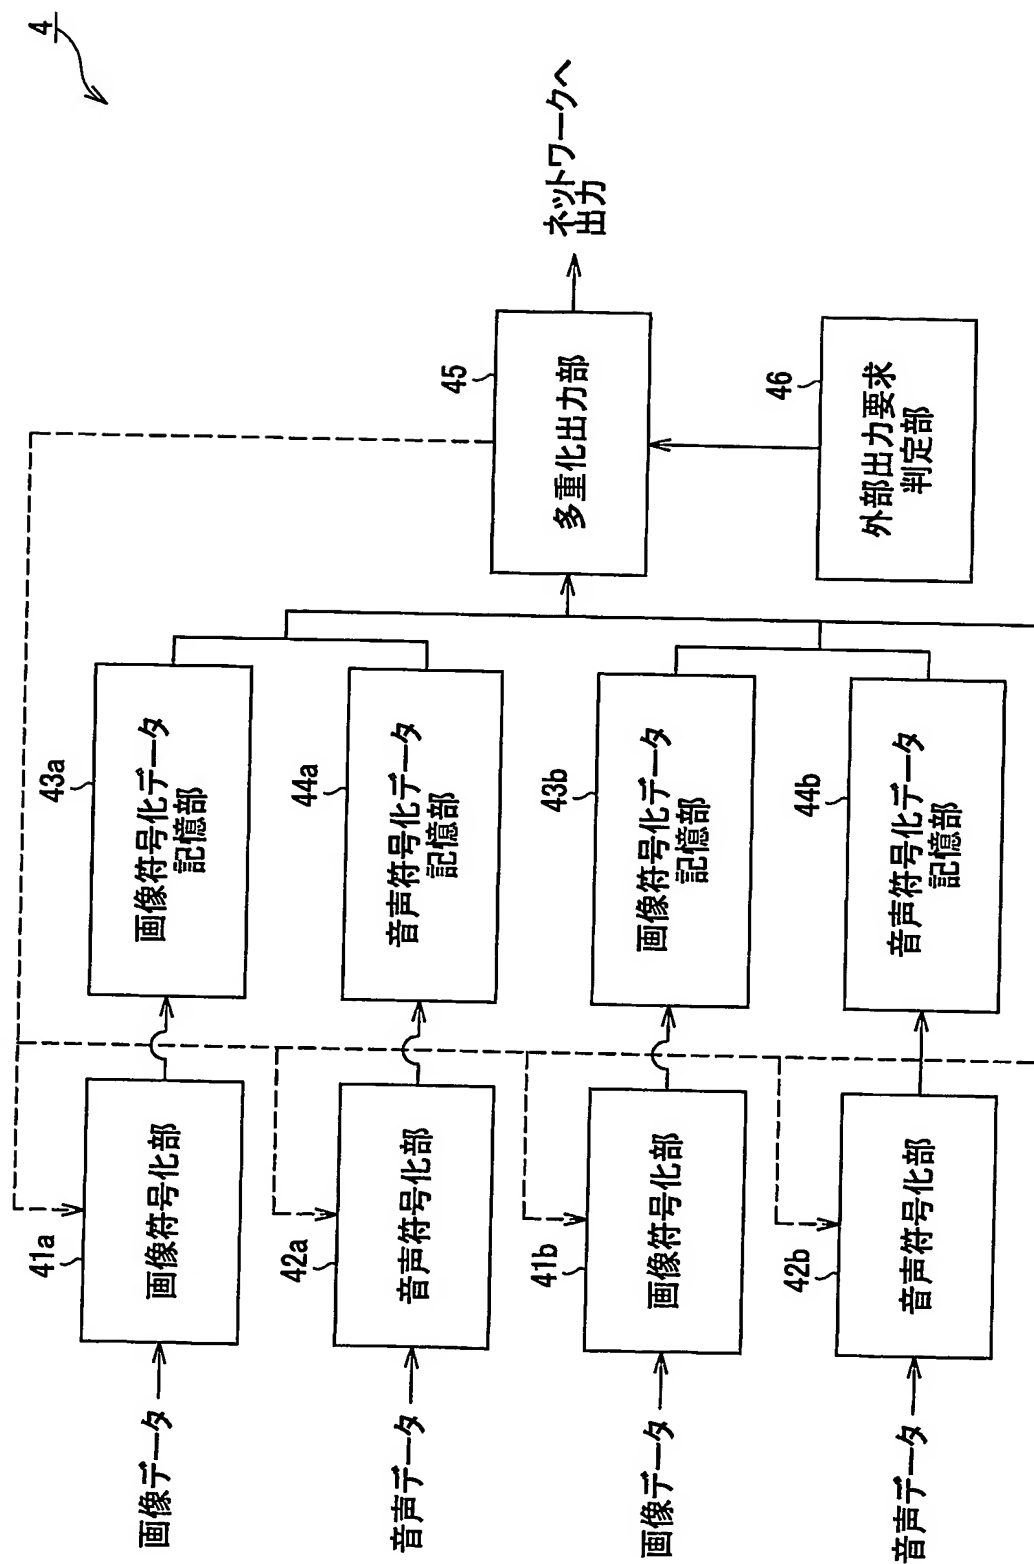 4
画像データ
41a
画像符号化部
43a
画像符号化データ
記憶部
音声データ
42a
音声符号化部
44a
音声符号化データ
記憶部
45
多重化出力部
ネットワークへ
出力
画像データ
41b
画像符号化部
43b
画像符号化データ
記憶部
46
外部出力要求
判定部
音声データ
42b
音声符号化部
44b
音声符号化データ
記憶部